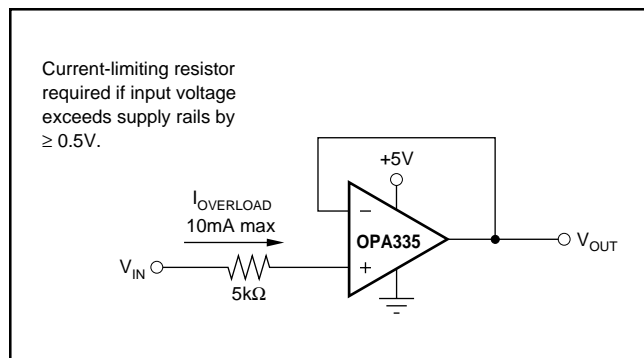 Current-limiting resistor
required if input voltage
exceeds supply rails by
≥ 0.5V.
+5V
I_OVERLOAD
10mA max
−
OPA335
V_OUT
V_IN
+
5kΩ